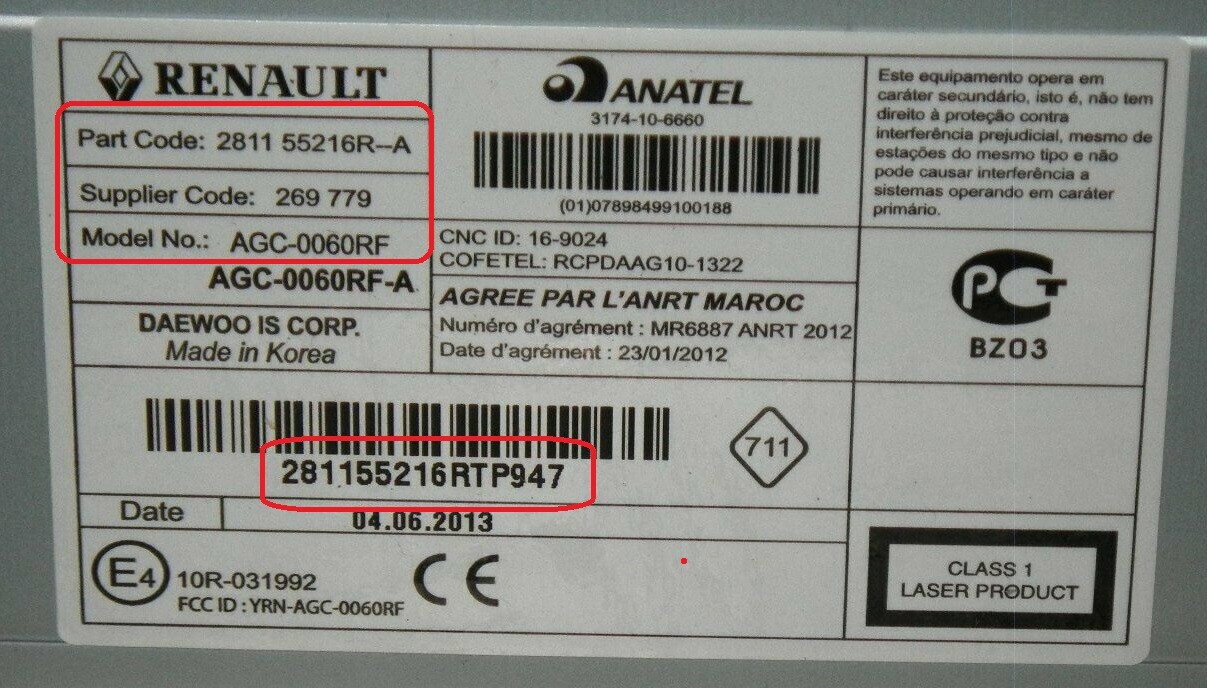 RENAULT
Part Code: 2811 55216R--A
Supplier Code: 269 779
Model No.: AGC-0060RF
AGC-0060RF-A
DAEWOO IS CORP.
Made in Korea
ANATEL
3174-10-6660
(01)07898499100188
CNC ID: 16-9024
COFETEL: RCPDAAG10-1322
AGREE PAR L'ANRT MAROC
Numéro d'agrément : MR6887 ANRT 2012
Date d'agrément : 23/01/2012
Este equipamento opera em
caráter secundário, isto é, não tem
direito à proteção contra
interferência prejudicial, mesmo de
estações do mesmo tipo e não
pode causar interferência a
sistemas operando em caráter
primário.
PCT
BZ03
281155216RTP947
711
Date 04.06.2013
E4 10R-031992
FCC ID : YRN-AGC-0060RF
CE
CLASS 1
LASER PRODUCT